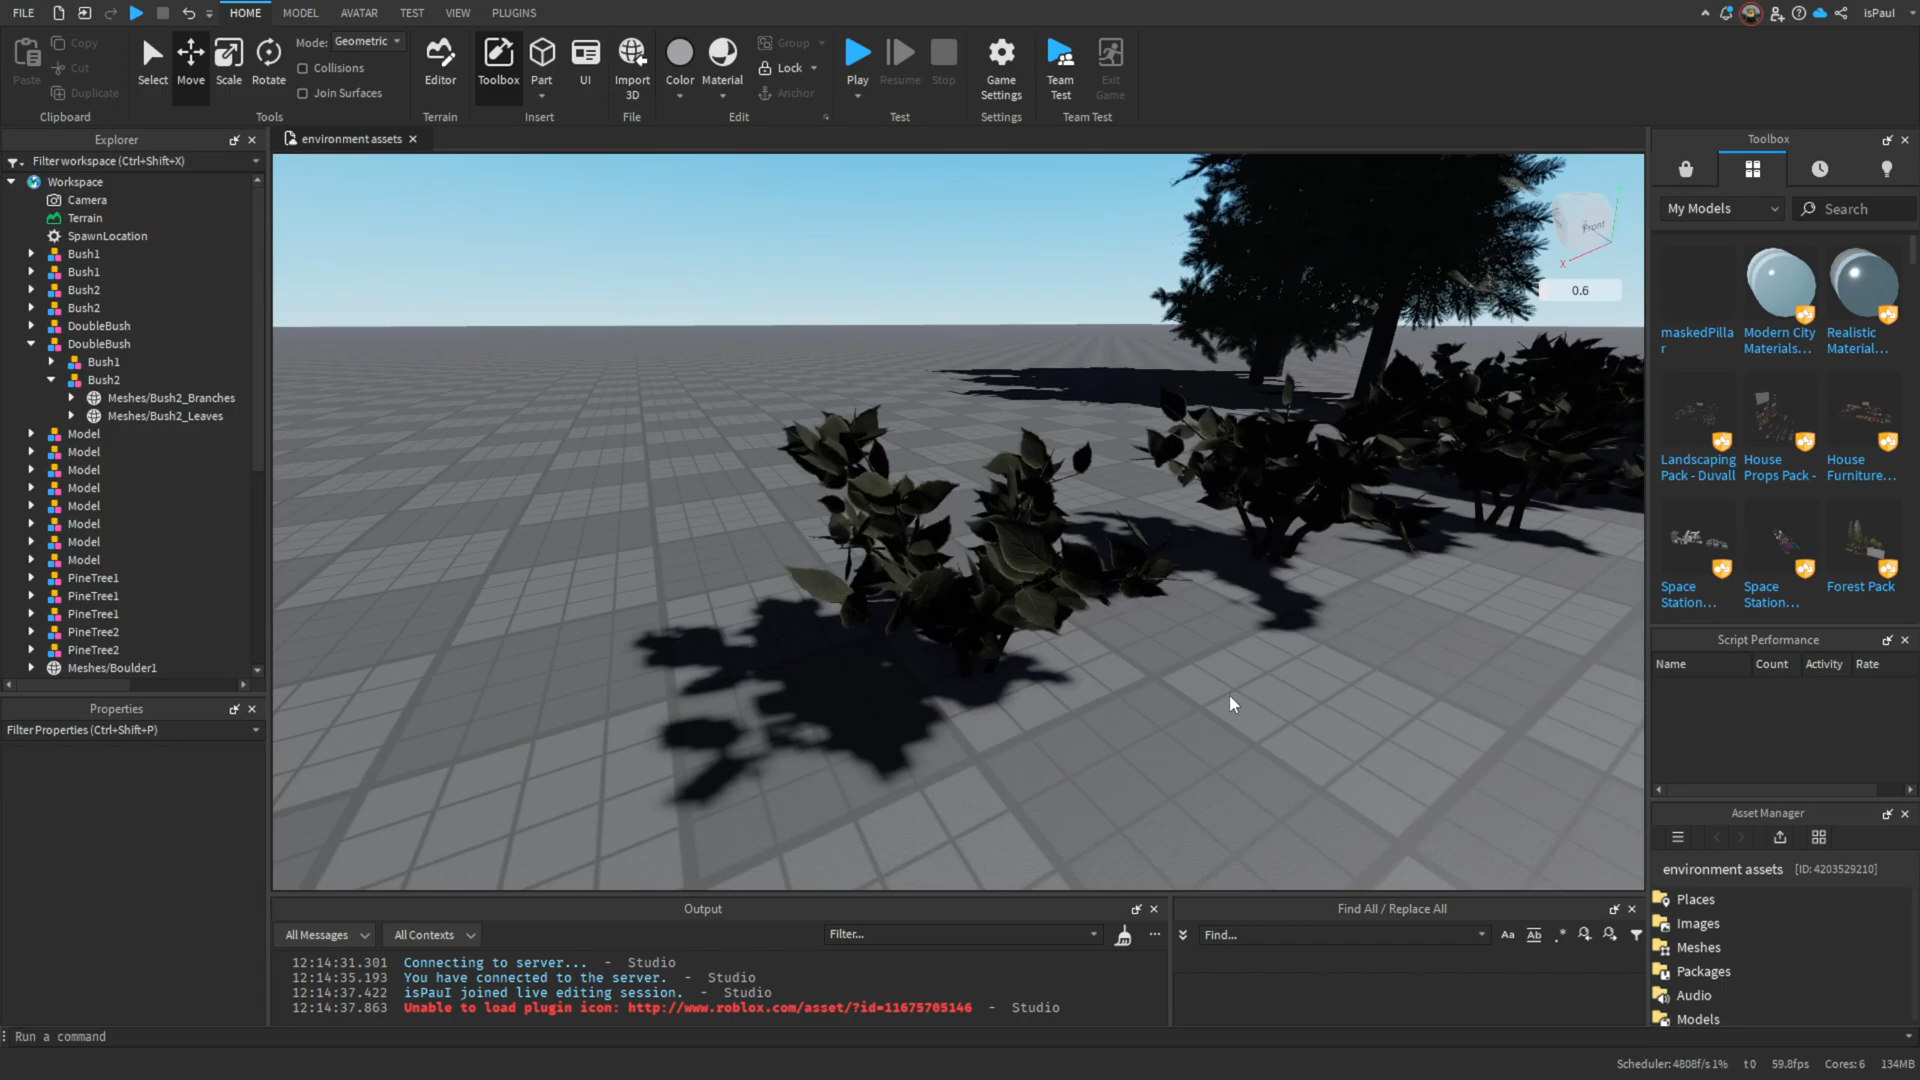 FILE HOME MODEL AVATAR TEST VIEW PLUGINS isPaul
Paste Copy Cut Duplicate Clipboard
Select Move Scale Rotate Mode: Geometric Collisions Join Surfaces Tools
Editor Terrain
Toolbox Part UI Insert
Import 3D File
Color Material Group Lock Anchor Edit
Play Resume Stop Test
Game Settings Settings
Team Test Exit Game Team Test
Explorer
environment assets
Filter workspace (Ctrl+Shift+X)
Workspace
Camera
Terrain
SpawnLocation
Bush1
Bush1
Bush2
Bush2
DoubleBush
DoubleBush
Bush1
Bush2
Meshes/Bush2_Branches
Meshes/Bush2_Leaves
Model
Model
Model
Model
Model
Model
Model
Model
PineTree1
PineTree1
PineTree1
PineTree2
PineTree2
Meshes/Boulder1
Properties
Filter Properties (Ctrl+Shift+P)
Front
X
0.6
Toolbox
My Models Search
maskedPillar
Modern City Materials...
Realistic Material...
Landscaping Pack - Duvall
House Props Pack -
House Furniture...
Space Station...
Space Station...
Forest Pack
Script Performance
Name Count Activity Rate
Asset Manager
environment assets [ID: 4203529210]
Places
Images
Meshes
Packages
Audio
Models
Output
All Messages All Contexts Filter...
12:14:31.301 Connecting to server... - Studio
12:14:35.193 You have connected to the server. - Studio
12:14:37.422 isPaul joined live editing session. - Studio
12:14:37.863 Unable to load plugin icon: http://www.roblox.com/asset/?id=11675705146 - Studio
Find All / Replace All
Find... Aa Ab .*
Run a command
Scheduler: 4808f/s 1% t0 59.8fps Cores: 6 134MB